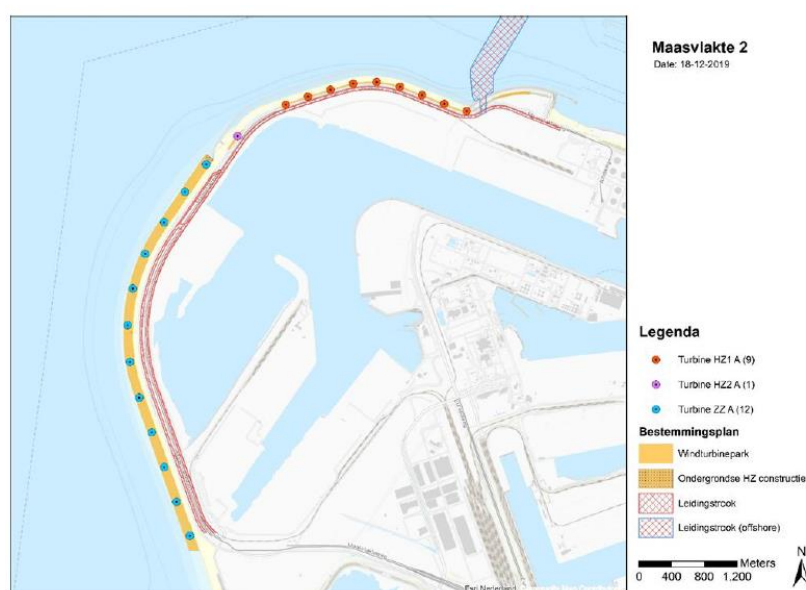 Maasvlakte 2
Date: 18-12-2019
Legenda
Turbine HZ1 A (9)
Turbine HZ2 A (1)
Turbine ZZ A (12)
Bestemmingsplan
Windturbinepark
Ondergrondse HZ constructie
Leidingstrook
Leidingstrook (offshore)
Meters
0 400 800 1.200
N
Esri Nederland